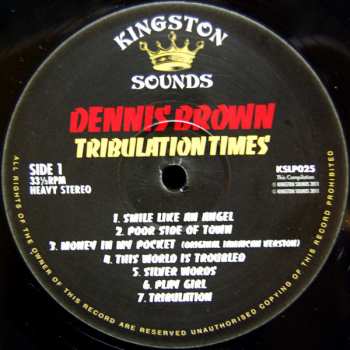 KINGSTON
SOUNDS
DENNIS BROWN
TRIBULATION TIMES
SIDE 1
33⅓RPM
HEAVY STEREO
KSLP025
This Compilation
℗ KINGSTON SOUNDS 2011
© KINGSTON SOUNDS 2011
1. SMILE LIKE AN ANGEL
2. POOR SIDE OF TOWN
3. MONEY IN MY POCKET (ORIGINAL JAMAICAN VERSION)
4. THIS WORLD IS TROUBLED
5. SILVER WORDS
6. PLAY GIRL
7. TRIBULATION
ALL RIGHTS OF THE OWNER OF THIS RECORD ARE RESERVED UNAUTHORISED COPYING OF THIS RECORD IS PROHIBITED